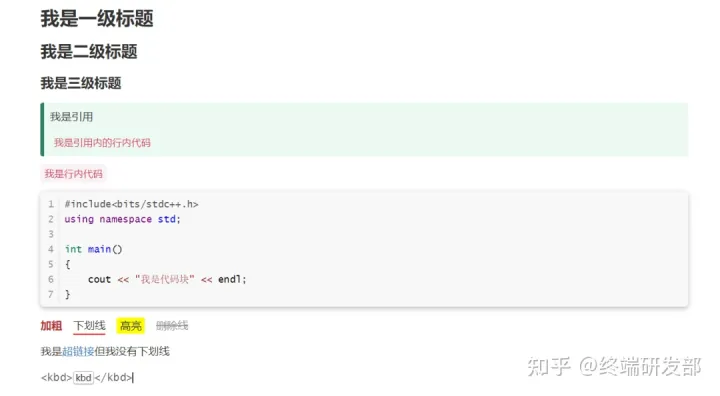 我是一级标题
我是二级标题
我是三级标题
我是引用
我是引用内的行内代码
我是行内代码
1 #include<bits/stdc++.h>
2 using namespace std;
3
4 int main()
5 {
6 cout << "我是代码块" << endl;
7 }
加粗 下划线 高亮 删除线
我是超链接但我没有下划线
<kbd>kbd</kbd>
知乎 @终端研发部